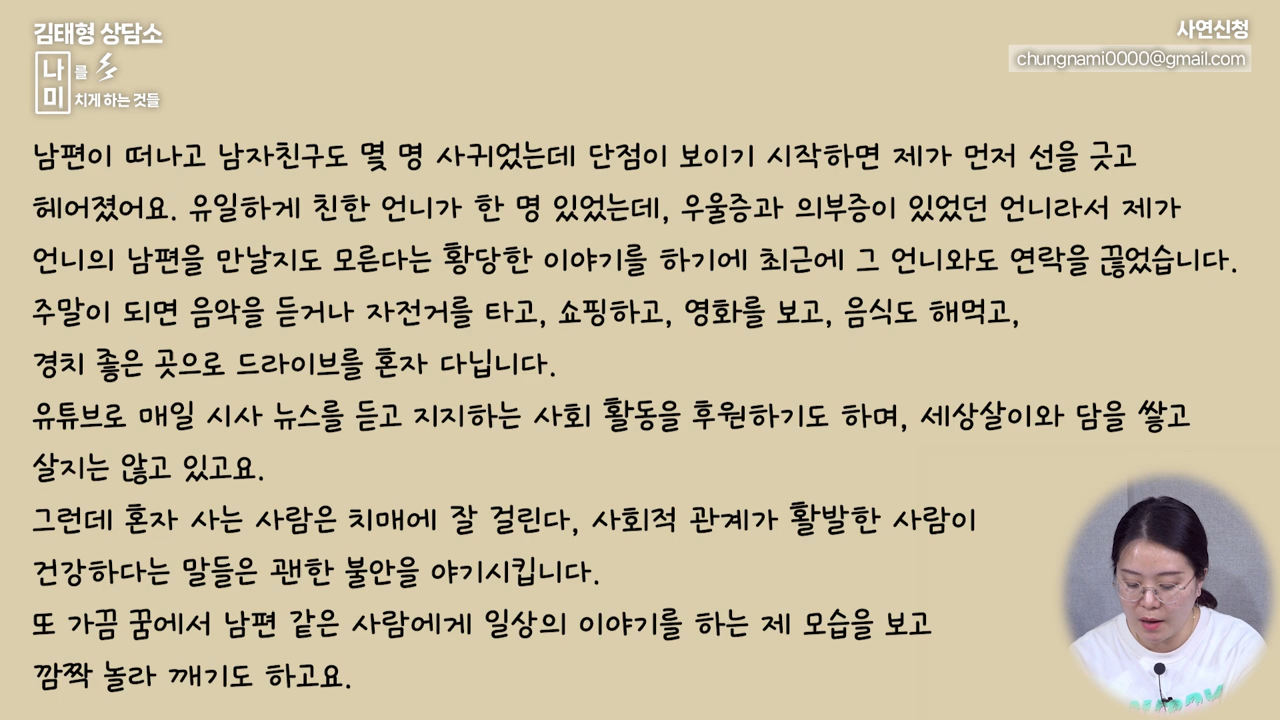 김태형 상담소
나를
미치게 하는 것들
사연신청
chungnami0000@gmail.com
남편이 떠나고 남자친구도 몇 명 사귀었는데 단점이 보이기 시작하면 제가 먼저 선을 긋고
헤어졌어요. 유일하게 친한 언니가 한 명 있었는데, 우울증과 의부증이 있었던 언니라서 제가
언니의 남편을 만날지도 모른다는 황당한 이야기를 하기에 최근에 그 언니와도 연락을 끊었습니다.
주말이 되면 음악을 듣거나 자전거를 타고, 쇼핑하고, 영화를 보고, 음식도 해먹고,
경치 좋은 곳으로 드라이브를 혼자 다닙니다.
유튜브로 매일 시사 뉴스를 듣고 지지하는 사회 활동을 후원하기도 하며, 세상살이와 담을 쌓고
살지는 않고 있고요.
그런데 혼자 사는 사람은 치매에 잘 걸린다, 사회적 관계가 활발한 사람이
건강하다는 말들은 괜한 불안을 야기시킵니다.
또 가끔 꿈에서 남편 같은 사람에게 일상의 이야기를 하는 제 모습을 보고
깜짝 놀라 깨기도 하고요.